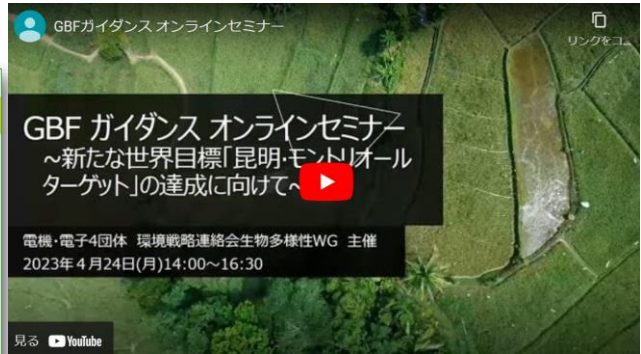 GBFガイダンス オンラインセミナー
リンクをコ...
GBF ガイダンス オンラインセミナー
~新たな世界目標「昆明・モントリオール
ターゲット」の達成に向けて~
電機・電子4団体 環境戦略連絡会生物多様性WG 主催
2023年4月24日(月)14:00~16:30
見る YouTube